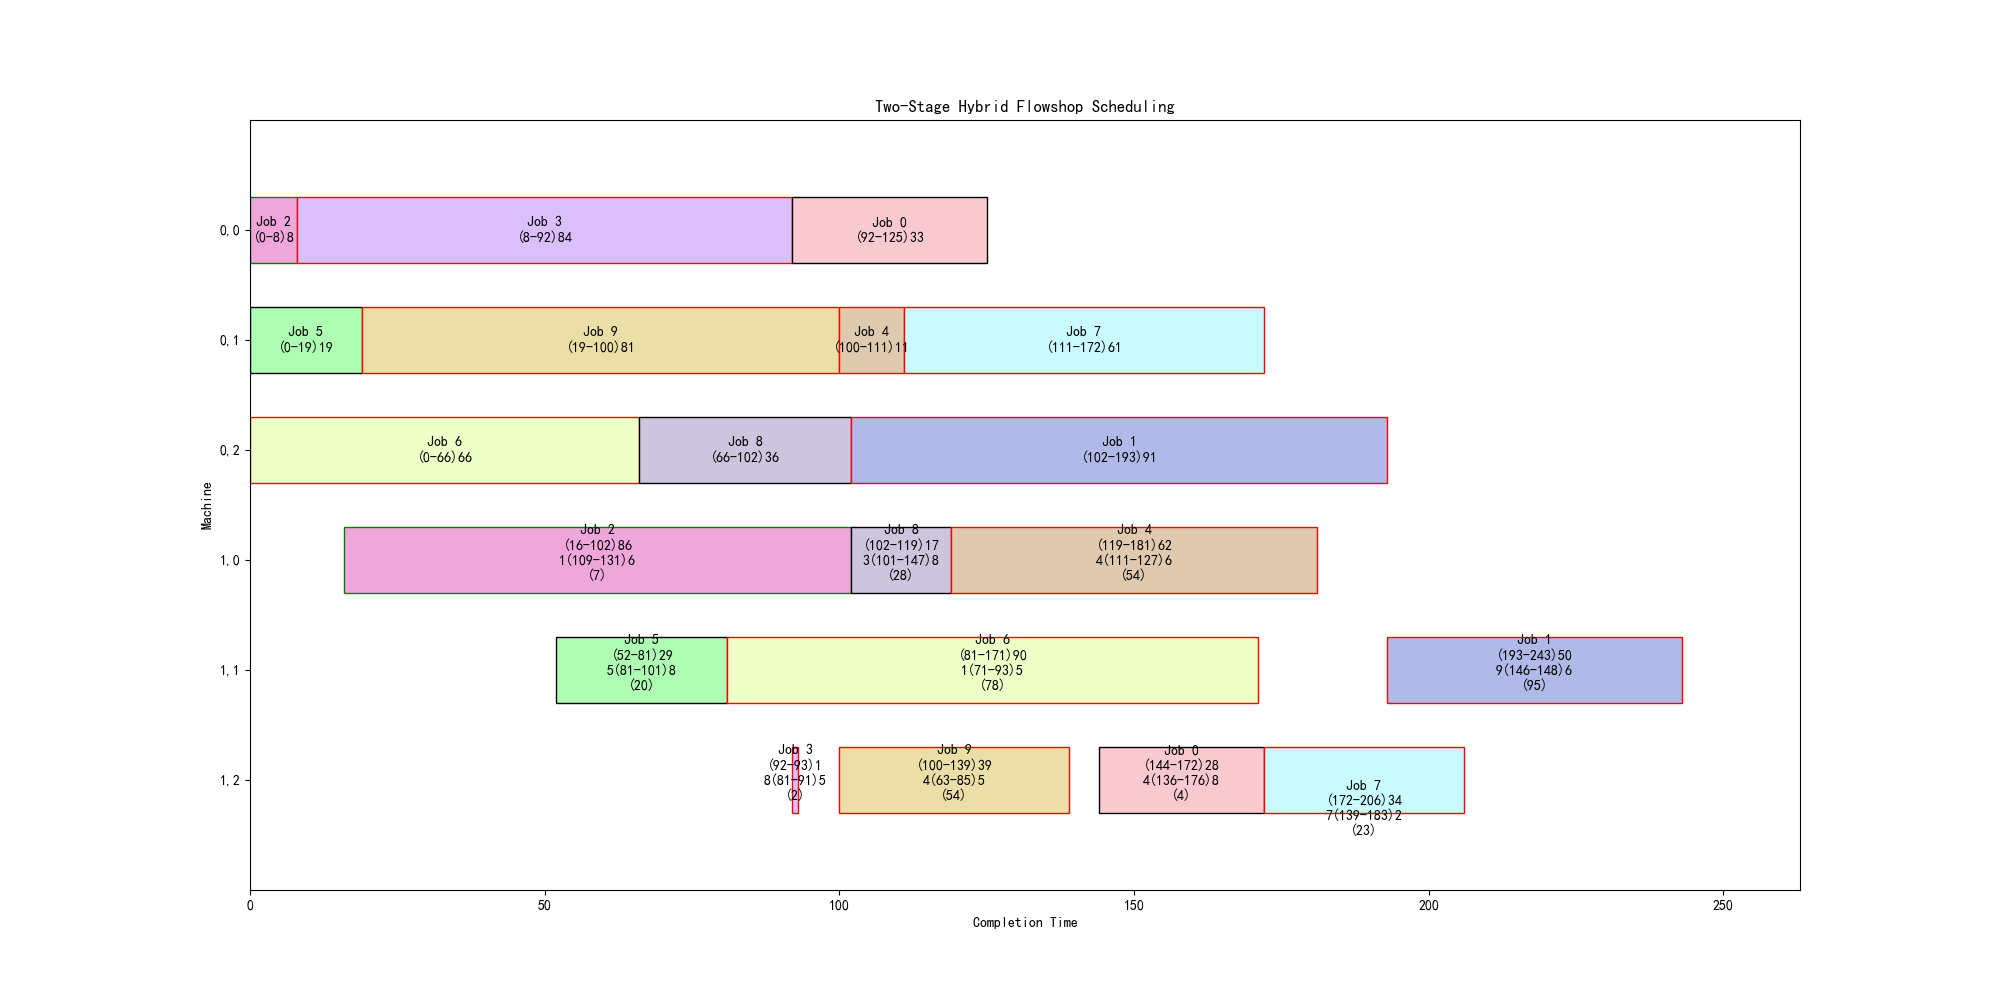 Two-Stage Hybrid Flowshop Scheduling
Machine
0,0
Job 2
(0-8)8
Job 3
(8-92)84
Job 0
(92-125)33
0,1
Job 5
(0-19)19
Job 9
(19-100)81
Job 4
(100-111)11
Job 7
(111-172)61
0,2
Job 6
(0-66)66
Job 8
(66-102)36
Job 1
(102-193)91
1,0
Job 2
(16-102)86
1(109-131)6
(7)
Job 8
(102-119)17
3(101-147)8
(28)
Job 4
(119-181)62
4(111-127)6
(54)
1,1
Job 5
(52-81)29
5(81-101)8
(20)
Job 6
(81-171)90
1(71-93)5
(78)
Job 1
(193-243)50
9(146-148)6
(95)
1,2
Job 3
(92-93)1
8(81-91)5
(2)
Job 9
(100-139)39
4(63-85)5
(54)
Job 0
(144-172)28
4(136-176)8
(4)
Job 7
(172-206)34
7(139-183)2
(23)
0
50
100
150
200
250
Completion Time